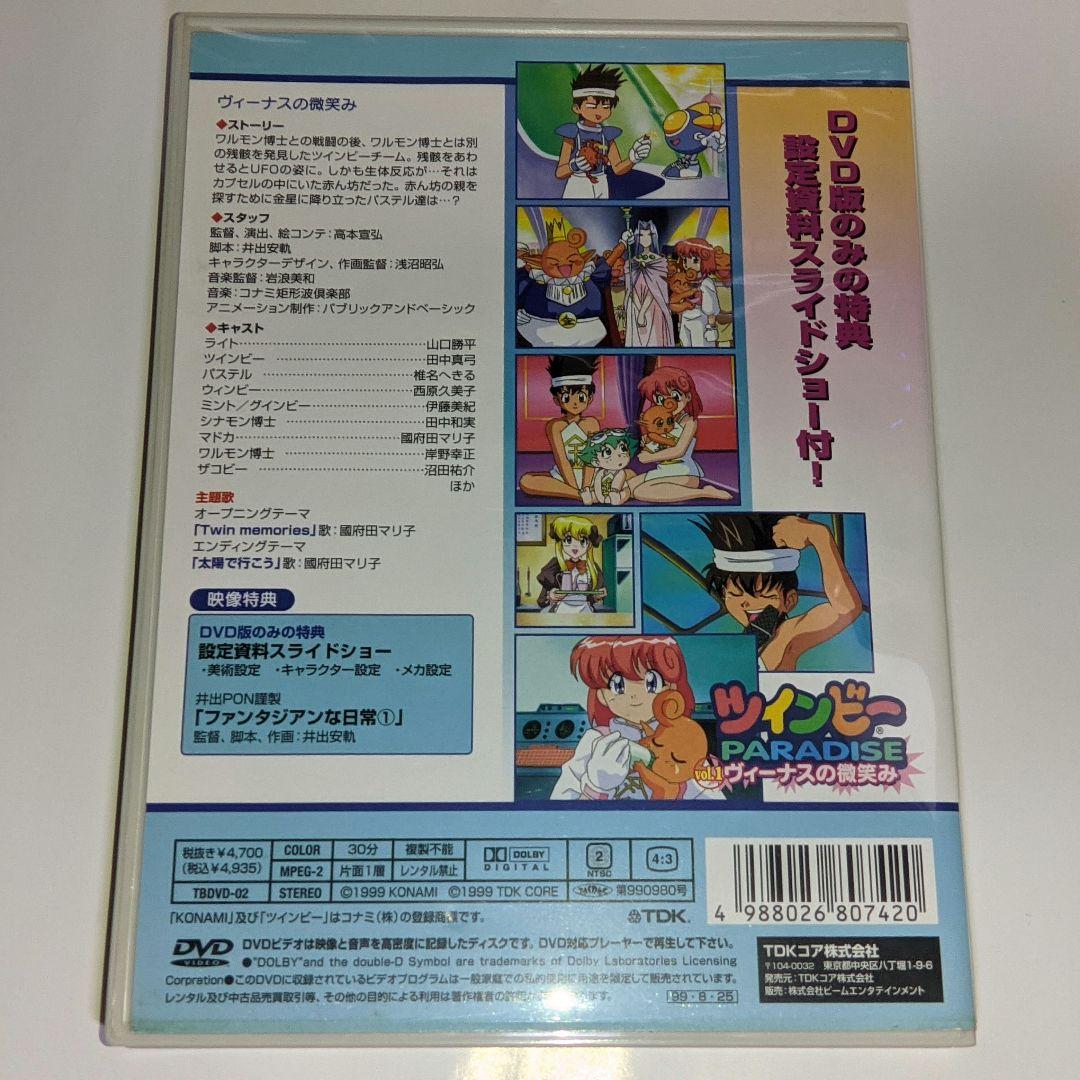 ヴィーナスの微笑み
◆ストーリー
ワルモン博士との戦闘の後、ワルモン博士とは別
の残骸を発見したツインビーチーム。残骸をあわ
せるとUFOの姿に。しかも生体反応が…それは
カプセルの中にいた赤ん坊だった。赤ん坊の親を
探すために金星に降り立ったパステル達は…?
◆スタッフ
監督、演出、絵コンテ：高本宣弘
脚本：井出安軌
キャラクターデザイン、作画監督：浅沼昭弘
音楽監督：岩浪美和
音楽：コナミ矩形波倶楽部
アニメーション制作：パブリックアンドベーシック
◆キャスト
ライト……山口勝平
ツインビー……田中真弓
パステル……椎名へきる
ウィンビー……西原久美子
ミント／グインビー……伊藤美紀
シナモン博士……田中和実
マドカ……國府田マリ子
ワルモン博士……岸野幸正
ザコビー……沼田祐介
ほか
主題歌
オープニングテーマ
「Twin memories」歌：國府田マリ子
エンディングテーマ
「太陽で行こう」歌：國府田マリ子
映像特典
DVD版のみの特典
設定資料スライドショー
・美術設定 ・キャラクター設定 ・メカ設定
井出PON謹製
「ファンタジアンな日常①」
監督、脚本、作画：井出安軌
DVD版のみの特典
設定資料スライドショー付！
金
金
ツインビー®
PARADISE
vol.1 ヴィーナスの微笑み
税抜き￥4,700
(税込￥4,935)
TBDVD-02
COLOR
MPEG-2
STEREO
30分
片面1層
複製不能
レンタル禁止
©1999 KONAMI ©1999 TDK CORE
DOLBY
DIGITAL
2
NTSC
4:3
第990980号
「KONAMI」及び「ツインビー」はコナミ(株)の登録商標です。
TDK
4 988026 807420
DVD
VIDEO
DVDビデオは映像と音声を高密度に記録したディスクです。DVD対応プレーヤーで再生して下さい。
●"DOLBY"and the double-D Symbol are trademarks of Dolby Laboratories Licensing
Corporation●このDVDに収録されているビデオプログラムは一般家庭での私的使用に用途を限定して販売されています。
レンタル及び中古品売買取引等、その他の目的による利用は著作権者の許諾が
99・8・25
TDKコア株式会社
〒104-0032 東京都中央区八丁堀1-9-6
発売元：TDKコア株式会社
販売：株式会社ビームエンタテインメント